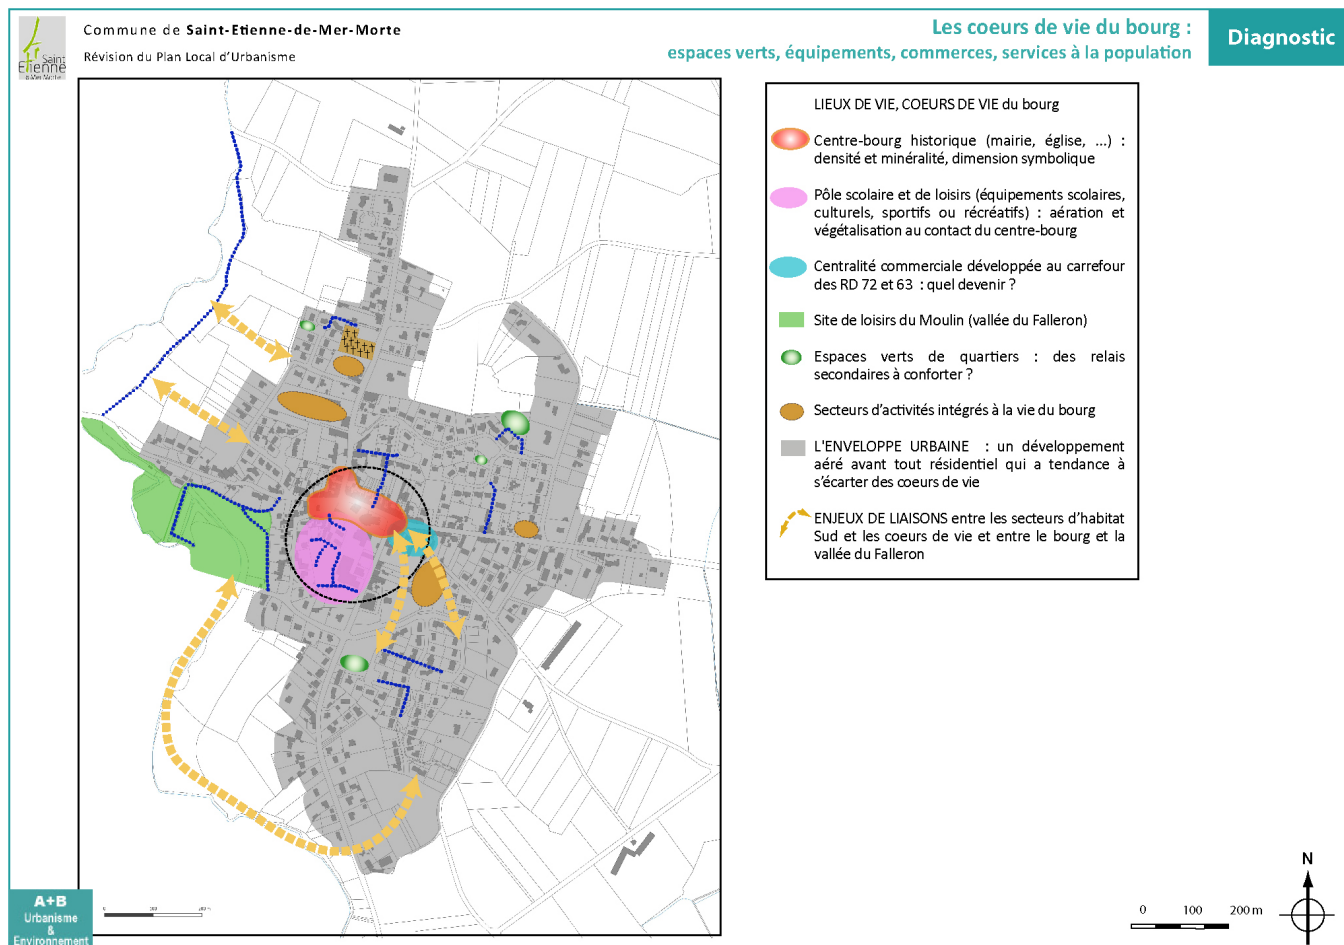 Commune de Saint-Etienne-de-Mer-Morte
Révision du Plan Local d'Urbanisme
Saint
Etienne
de Mer Morte
Les coeurs de vie du bourg :
espaces verts, équipements, commerces, services à la population
Diagnostic
LIEUX DE VIE, COEURS DE VIE du bourg
Centre-bourg historique (mairie, église, ...) :
densité et minéralité, dimension symbolique
Pôle scolaire et de loisirs (équipements scolaires,
culturels, sportifs ou récréatifs) : aération et
végétalisation au contact du centre-bourg
Centralité commerciale développée au carrefour
des RD 72 et 63 : quel devenir ?
Site de loisirs du Moulin (vallée du Falleron)
Espaces verts de quartiers : des relais
secondaires à conforter ?
Secteurs d'activités intégrés à la vie du bourg
L'ENVELOPPE URBAINE : un développement
aéré avant tout résidentiel qui a tendance à
s'écarter des coeurs de vie
ENJEUX DE LIAISONS entre les secteurs d'habitat
Sud et les coeurs de vie et entre le bourg et la
vallée du Falleron
A+B
Urbanisme
&
Environnement
0 100 200 m
N